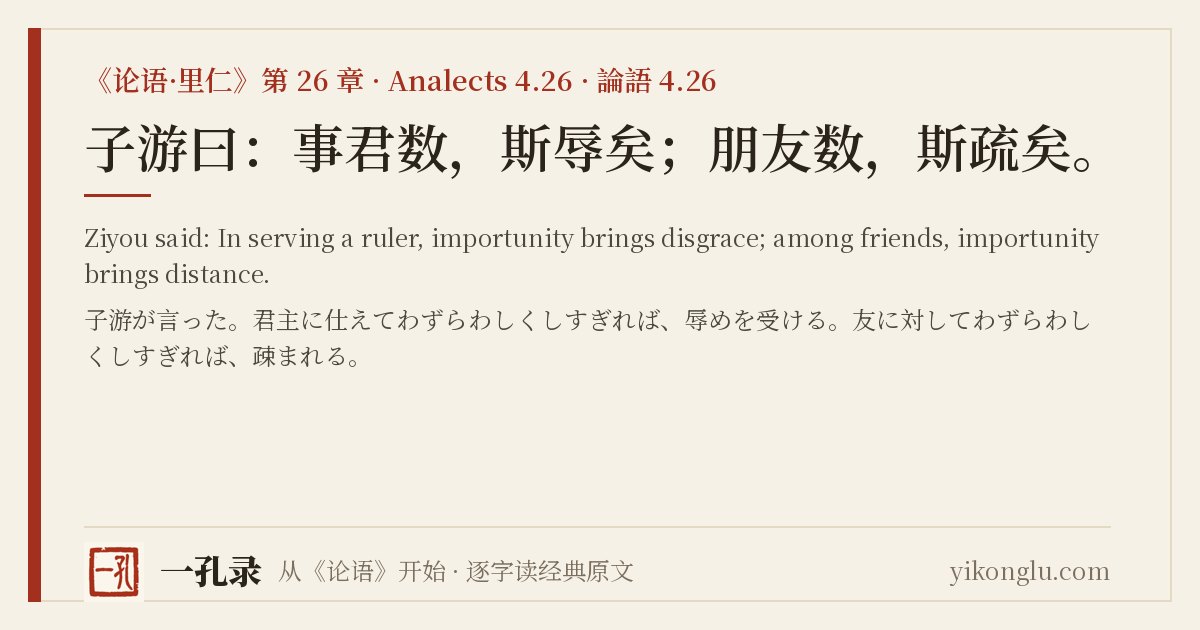 《论语·里仁》第 26 章 · Analects 4.26 · 論語 4.26
子游曰：事君数，斯辱矣；朋友数，斯疏矣。
Ziyou said: In serving a ruler, importunity brings disgrace; among friends, importunity
brings distance.
子游が言った。君主に仕えてわずらわしくしすぎれば、辱めを受ける。友に対してわずらわし
くしすぎれば、疎まれる。
一孔
一孔录 从《论语》开始 · 逐字读经典原文 yikonglu.com